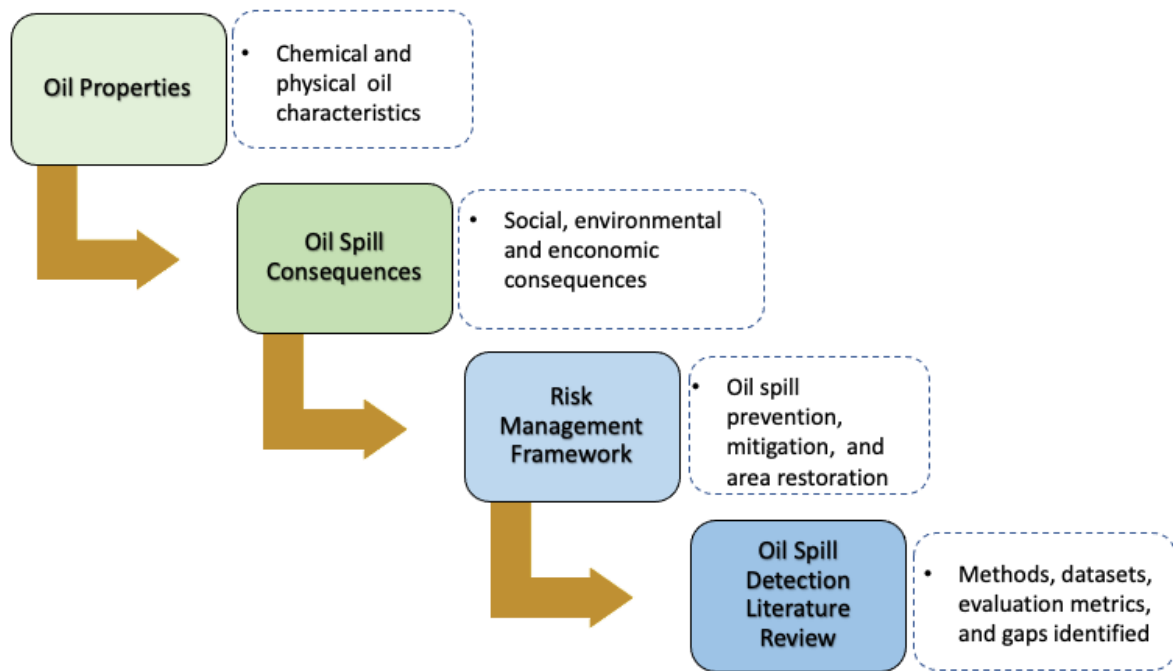 Oil Properties
• Chemical and
physical oil
characteristics
Oil Spill
Consequences
• Social, environmental
and enconomic
consequences
Risk
Management
Framework
• Oil spill
prevention,
mitigation, and
area restoration
Oil Spill
Detection
Literature
Review
• Methods, datasets,
evaluation metrics,
and gaps identified